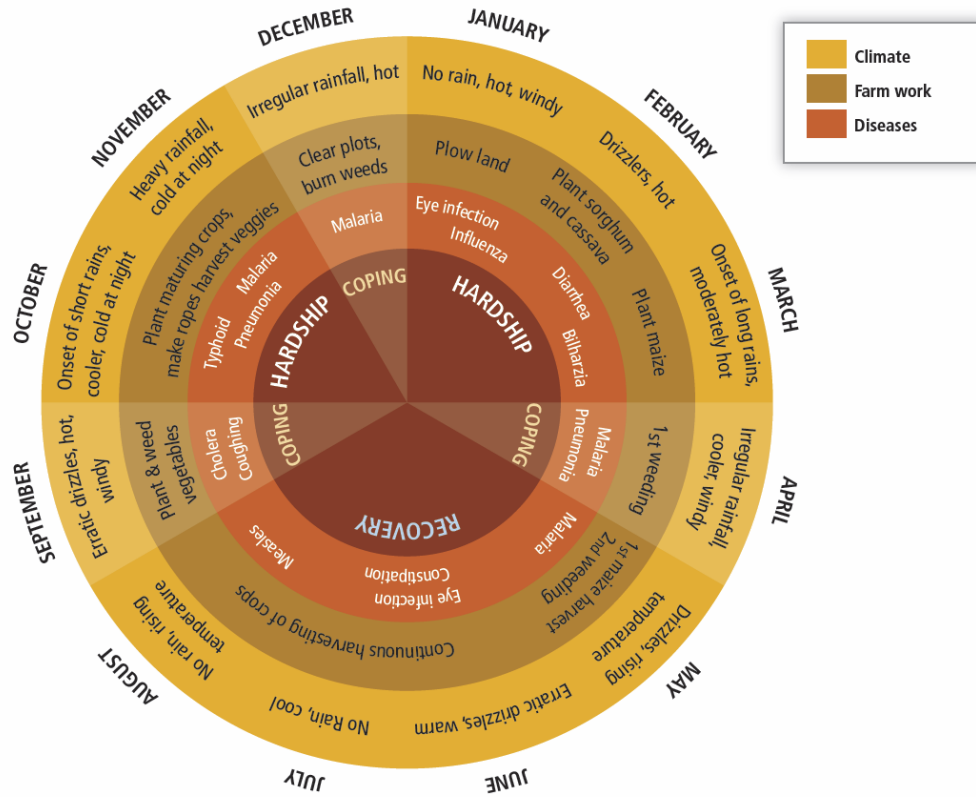 JANUARY
FEBRUARY
MARCH
APRIL
MAY
JUNE
JULY
AUGUST
SEPTEMBER
OCTOBER
NOVEMBER
DECEMBER
Climate
Farm work
Diseases
No rain, hot, windy
Drizzlers, hot
Onset of long rains,
moderately hot
Irregular rainfall,
cooler, windy
Drizzles, rising
temperature
Erratic drizzles, warm
No Rain, cool
No rain, rising
temperature
Erratic drizzles, hot,
windy
Onset of short rains,
cooler, cold at night
Heavy rainfall,
cold at night
Irregular rainfall, hot
Plow land
Plant sorghum
and cassava
Plant maize
1st weeding
1st maize harvest
2nd weeding
Continuous harvesting of crops
Plant & weed
vegetables
Plant maturing crops,
make ropes harvest veggies
Clear plots,
burn weeds
Eye infection
Influenza
Diarrhea
Bilharzia
Malaria
Pneumonia
Malaria
Eye infection
Constipation
Measles
Cholera
Coughing
Typhoid
Pneumonia
Malaria
Malaria
HARDSHIP
COPING
RECOVERY
COPING
HARDSHIP
COPING